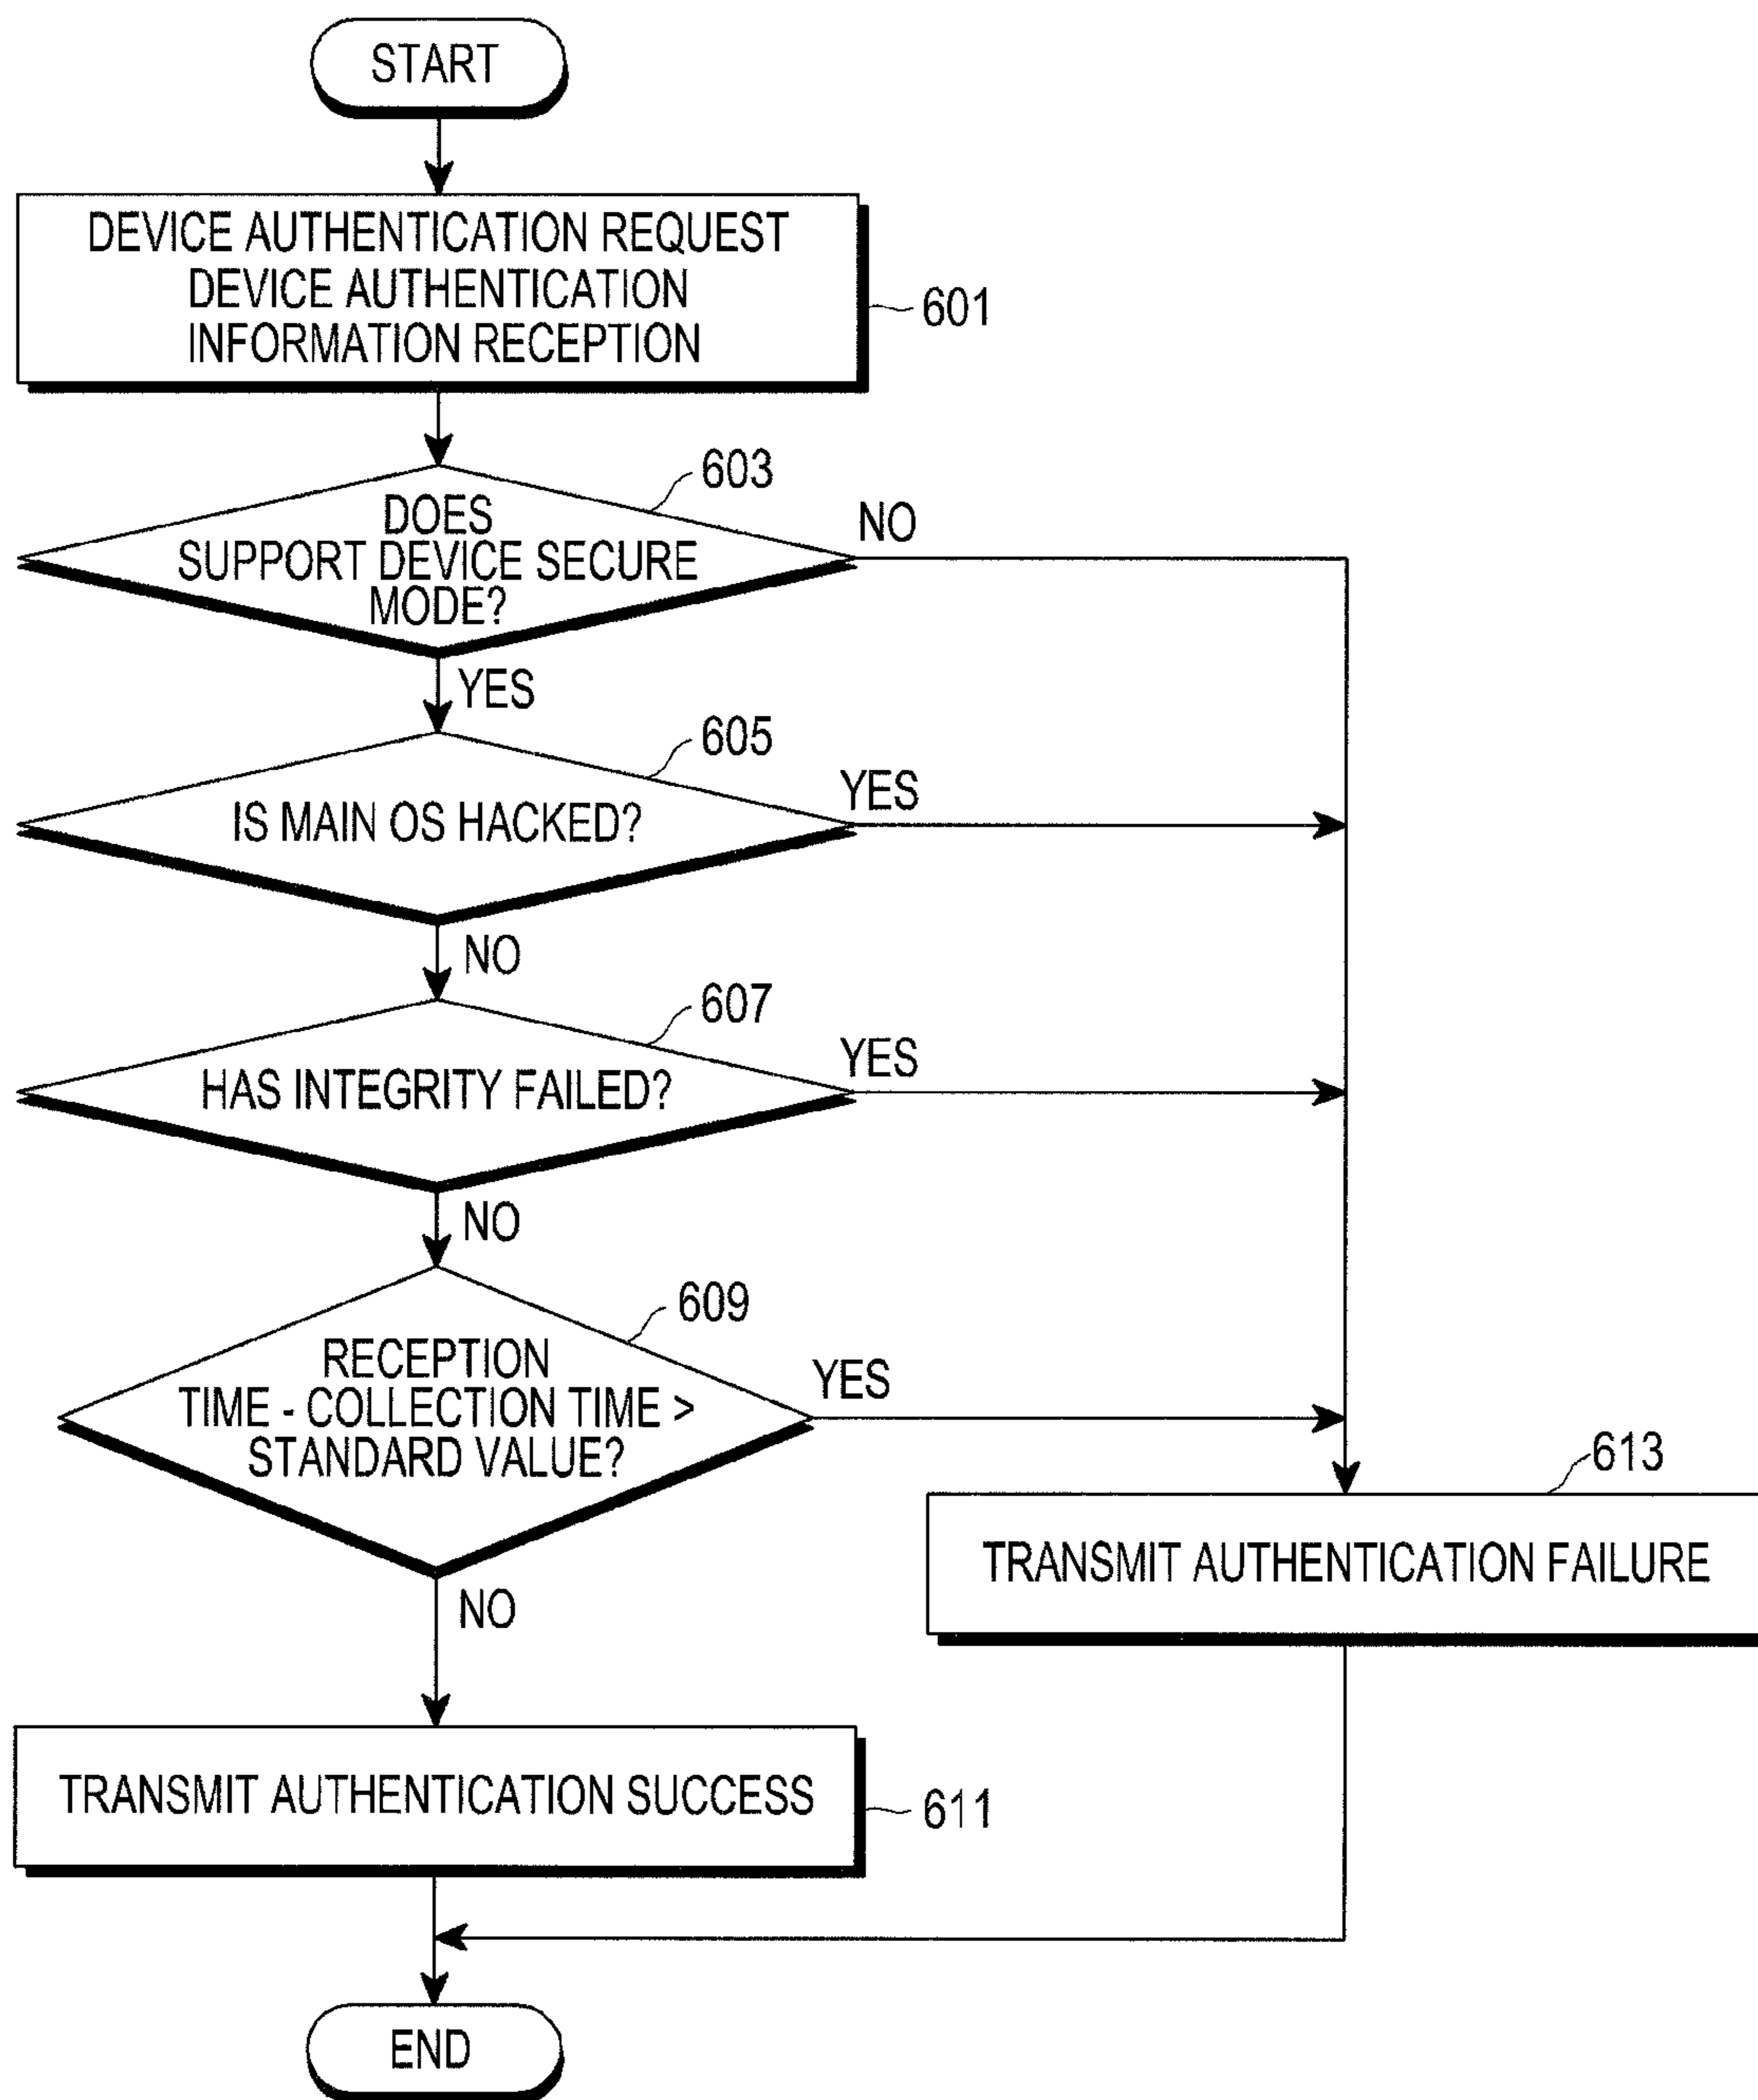 START
DEVICE AUTHENTICATION REQUEST
DEVICE AUTHENTICATION
INFORMATION RECEPTION
601
603
DOES
SUPPORT DEVICE SECURE
MODE?
NO
YES
605
IS MAIN OS HACKED?
YES
NO
607
HAS INTEGRITY FAILED?
YES
NO
609
RECEPTION
TIME - COLLECTION TIME >
STANDARD VALUE?
YES
NO
613
TRANSMIT AUTHENTICATION FAILURE
TRANSMIT AUTHENTICATION SUCCESS
611
END